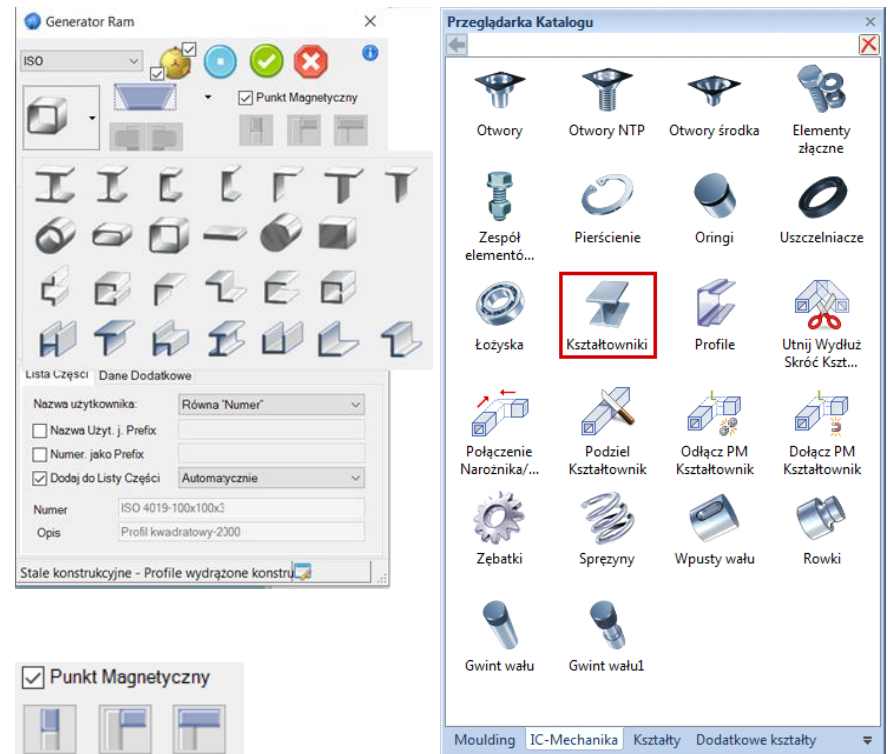 Generator Ram
ISO
Punkt Magnetyczny
Lista Części Dane Dodatkowe
Nazwa użytkownika: Równa "Numer"
Nazwa Użyt. j. Prefix
Numer. jako Prefix
Dodaj do Listy Części Automatycznie
Numer ISO 4019-100x100x3
Opis Profil kwadratowy-2000
Stale konstrukcyjne - Profile wydrążone konstru
Punkt Magnetyczny
Przeglądarka Katalogu
Otwory Otwory NTP Otwory środka Elementy
złączne
Zespół Pierścienie Oringi Uszczelniacze
elementó...
Łożyska Kształtowniki Profile Utnij Wydłuż
Skróć Kszt...
Połączenie Podziel Odłącz PM Dołącz PM
Narożnika/... Kształtownik Kształtownik Kształtownik
Zębatki Sprężyny Wpusty wału Rowki
Gwint wału Gwint wału1
Moulding IC-Mechanika Kształty Dodatkowe kształty